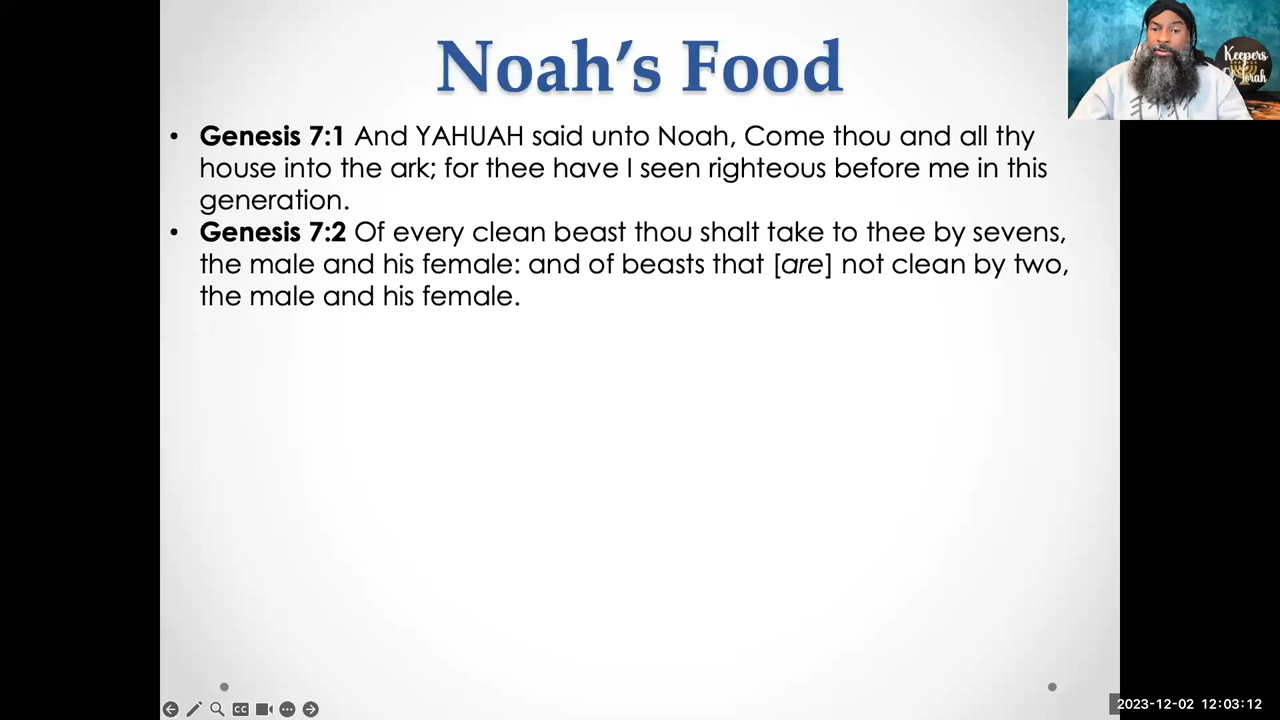 Noah’s Food
Keepers
Of Torah
• Genesis 7:1 And YAHUAH said unto Noah, Come thou and all thy
house into the ark; for thee have I seen righteous before me in this
generation.
• Genesis 7:2 Of every clean beast thou shalt take to thee by sevens,
the male and his female: and of beasts that [are] not clean by two,
the male and his female.
CC
2023-12-02 12:03:12